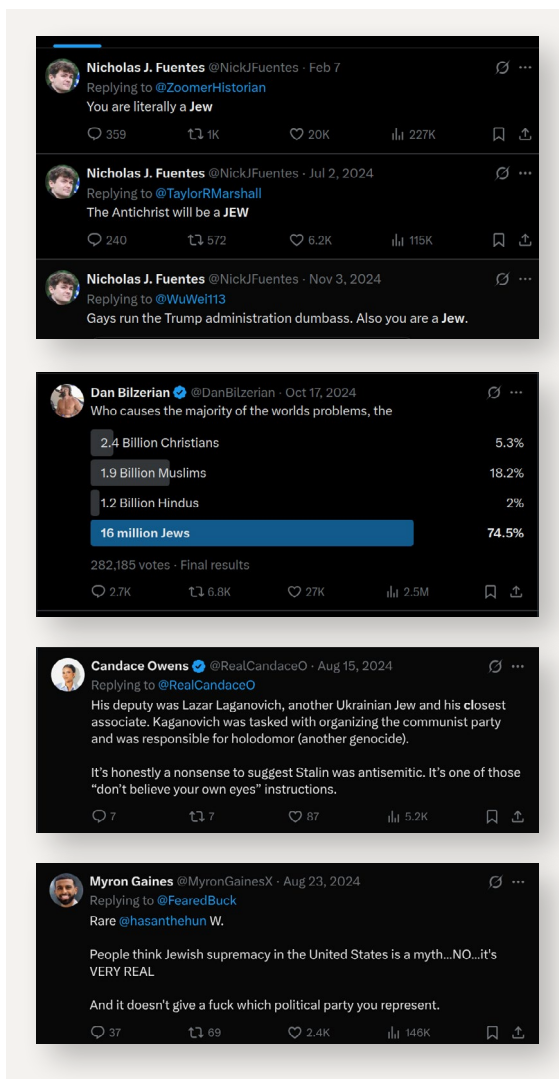 Nicholas J. Fuentes @NickJFuentes · Feb 7
Replying to @ZoomerHistorian
You are literally a Jew
359 1K 20K 227K
Nicholas J. Fuentes @NickJFuentes · Jul 2, 2024
Replying to @TaylorRMarshall
The Antichrist will be a JEW
240 572 6.2K 115K
Nicholas J. Fuentes @NickJFuentes · Nov 3, 2024
Replying to @WuWei113
Gays run the Trump administration dumbass. Also you are a Jew.
Dan Bilzerian @DanBilzerian · Oct 17, 2024
Who causes the majority of the worlds problems, the
2.4 Billion Christians 5.3%
1.9 Billion Muslims 18.2%
1.2 Billion Hindus 2%
16 million Jews 74.5%
282,185 votes · Final results
2.7K 6.8K 27K 2.5M
Candace Owens @RealCandaceO · Aug 15, 2024
Replying to @RealCandaceO
His deputy was Lazar Laganovich, another Ukrainian Jew and his closest
associate. Kaganovich was tasked with organizing the communist party
and was responsible for holodomor (another genocide).
It's honestly a nonsense to suggest Stalin was antisemitic. It's one of those
“don't believe your own eyes” instructions.
7 7 87 5.2K
Myron Gaines @MyronGainesX · Aug 23, 2024
Replying to @FearedBuck
Rare @hasanthehun W.
People think Jewish supremacy in the United States is a myth...NO...it's
VERY REAL
And it doesn't give a fuck which political party you represent.
37 69 2.4K 146K